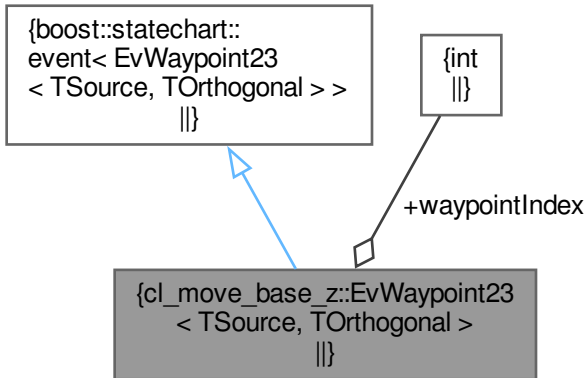 {boost::statechart::
event< EvWaypoint23
< TSource, TOrthogonal > >
||}
{int
||}
+waypointIndex
{cl_move_base_z::EvWaypoint23
< TSource, TOrthogonal >
||}